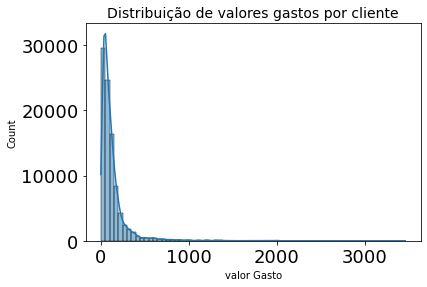 Distribuição de valores gastos por cliente
30000
20000
10000
0
Count
0 1000 2000 3000
valor Gasto